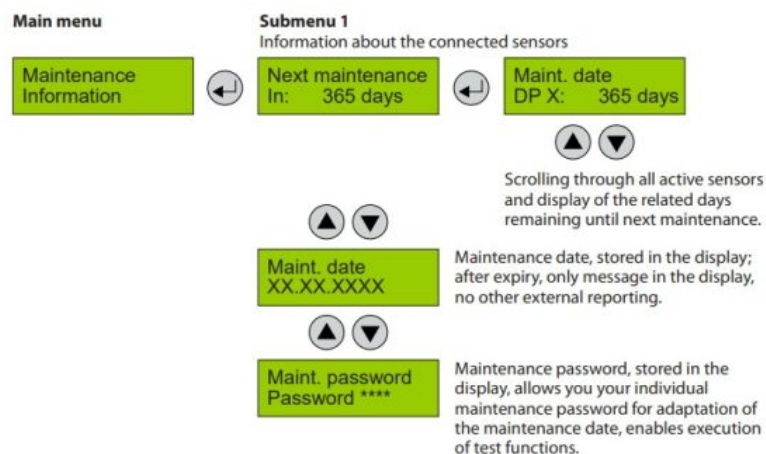 Main menu
Submenu 1
Information about the connected sensors
Maintenance
Information
Next maintenance
In: 365 days
Maint. date
DP X: 365 days
Scrolling through all active sensors
and display of the related days
remaining until next maintenance.
Maint. date
XX.XX.XXXX
Maintenance date, stored in the display;
after expiry, only message in the display,
no other external reporting.
Maint. password
Password ****
Maintenance password, stored in the
display, allows you your individual
maintenance password for adaptation of
the maintenance date, enables execution
of test functions.